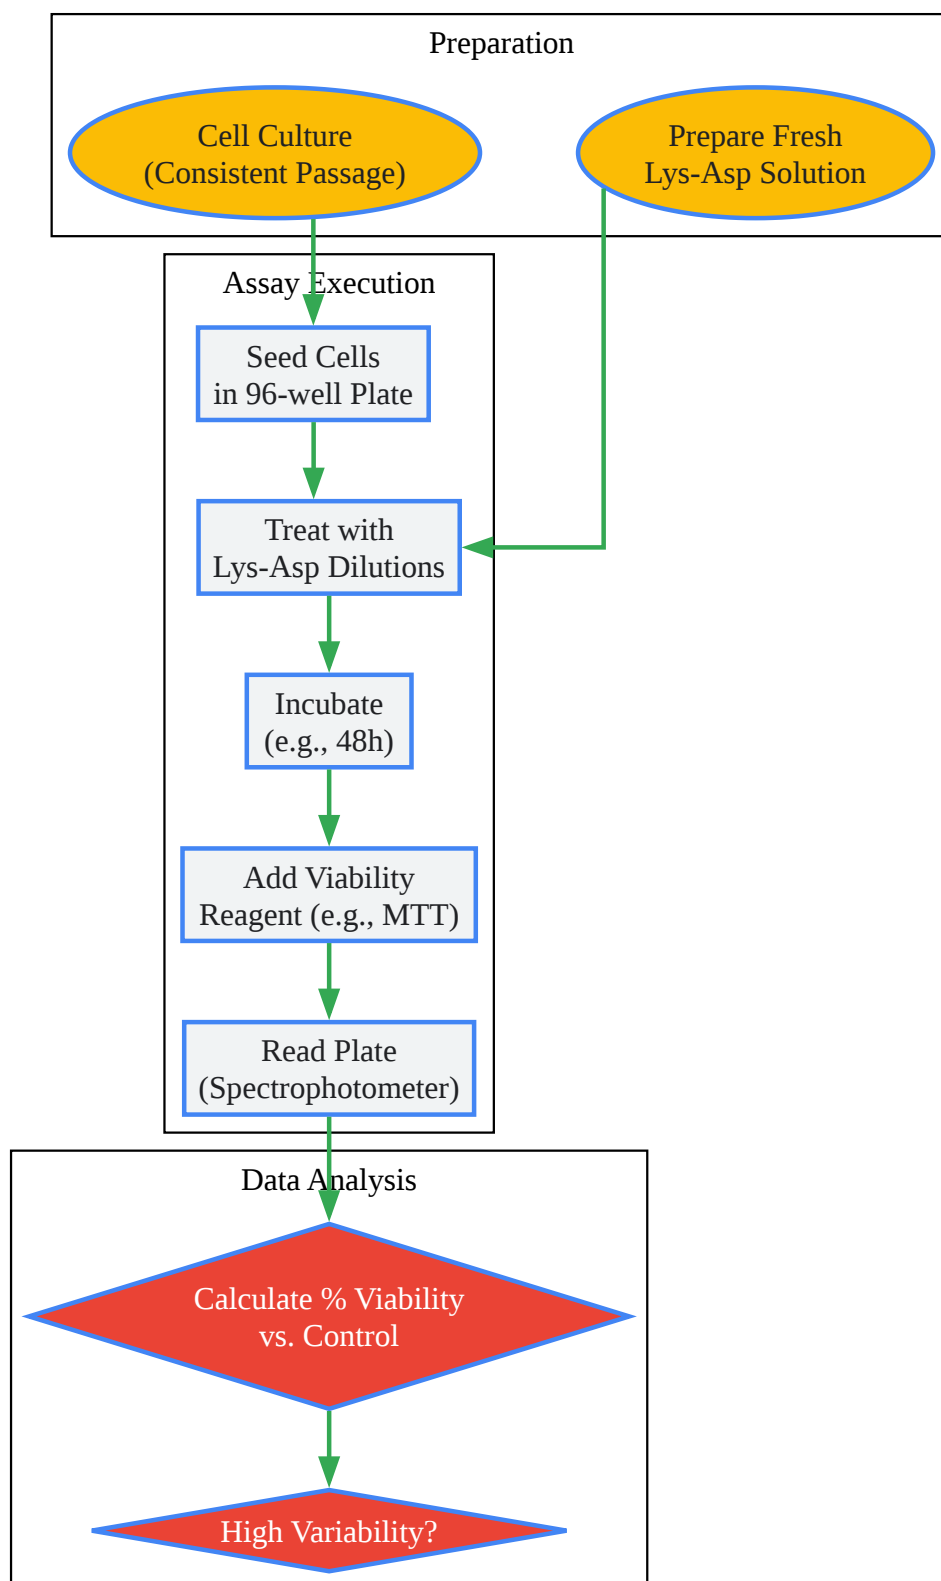 Preparation
Cell Culture
(Consistent Passage)
Prepare Fresh
Lys-Asp Solution
Assay Execution
Seed Cells
in 96-well Plate
Treat with
Lys-Asp Dilutions
Incubate
(e.g., 48h)
Add Viability
Reagent (e.g., MTT)
Read Plate
(Spectrophotometer)
Data Analysis
Calculate % Viability
vs. Control
High Variability?